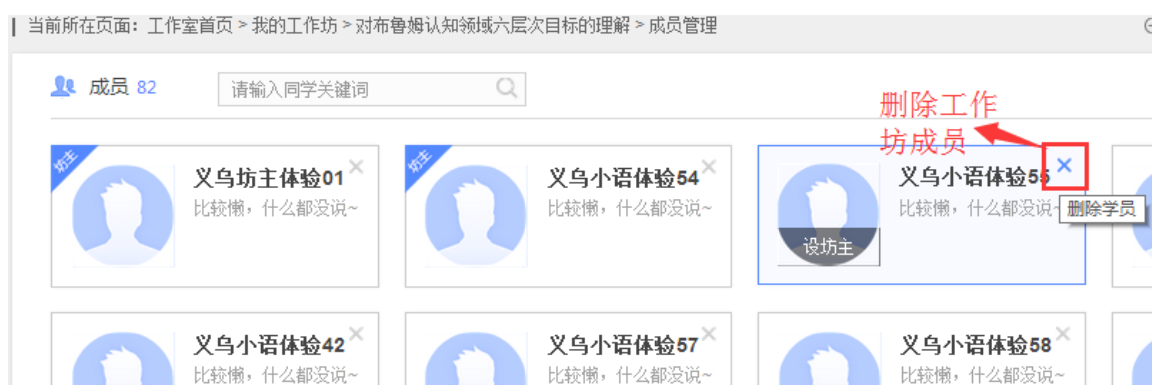 当前所在页面：工作室首页 > 我的工作坊 > 对布鲁姆认知领域六层次目标的理解 > 成员管理
成员 82
请输入同学关键词
删除工作
坊成员
坊主
义乌坊主体验01
比较懒，什么都没说~
坊主
义乌小语体验54
比较懒，什么都没说~
义乌小语体验55
比较懒，什么都没说~
设坊主
删除学员
义乌小语体验42
比较懒，什么都没说~
义乌小语体验57
比较懒，什么都没说~
义乌小语体验58
比较懒，什么都没说~